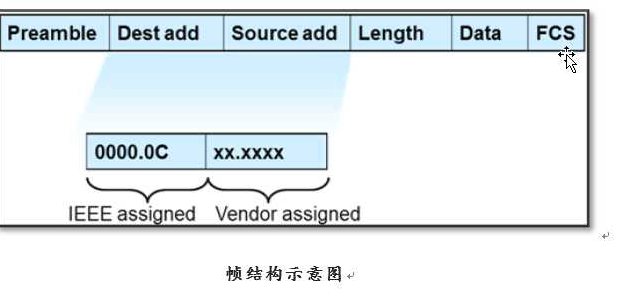 Preamble Dest add Source add Length Data FCS
0000.0C xx.xxxx
IEEE assigned Vendor assigned
帧结构示意图